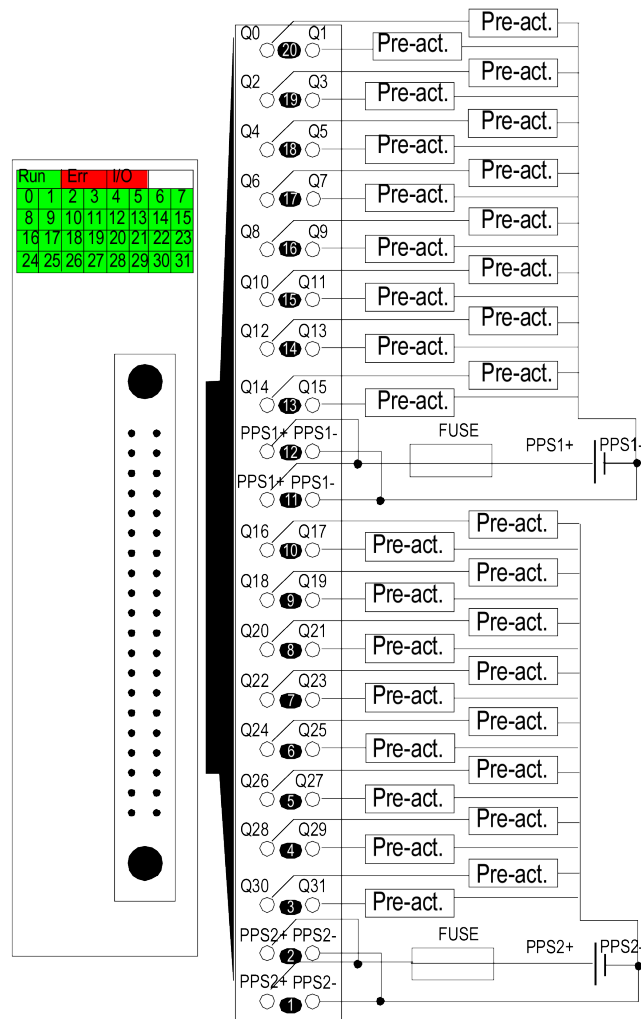 Run Err I/O
0 1 2 3 4 5 6 7
8 9 10 11 12 13 14 15
16 17 18 19 20 21 22 23
24 25 26 27 28 29 30 31
Q0 Q1 Pre-act.
20 Pre-act.
Q2 Q3 Pre-act.
19 Pre-act.
Q4 Q5 Pre-act.
18 Pre-act.
Q6 Q7 Pre-act.
17 Pre-act.
Q8 Q9 Pre-act.
16 Pre-act.
Q10 Q11 Pre-act.
15 Pre-act.
Q12 Q13 Pre-act.
14 Pre-act.
Q14 Q15 Pre-act.
13 Pre-act.
PPS1+ PPS1- FUSE PPS1+ PPS1-
12
PPS1+ PPS1-
11
Q16 Q17 Pre-act.
10 Pre-act.
Q18 Q19 Pre-act.
9 Pre-act.
Q20 Q21 Pre-act.
8 Pre-act.
Q22 Q23 Pre-act.
7 Pre-act.
Q24 Q25 Pre-act.
6 Pre-act.
Q26 Q27 Pre-act.
5 Pre-act.
Q28 Q29 Pre-act.
4 Pre-act.
Q30 Q31 Pre-act.
3 Pre-act.
PPS2+ PPS2- FUSE PPS2+ PPS2-
2
PPS2+ PPS2-
1